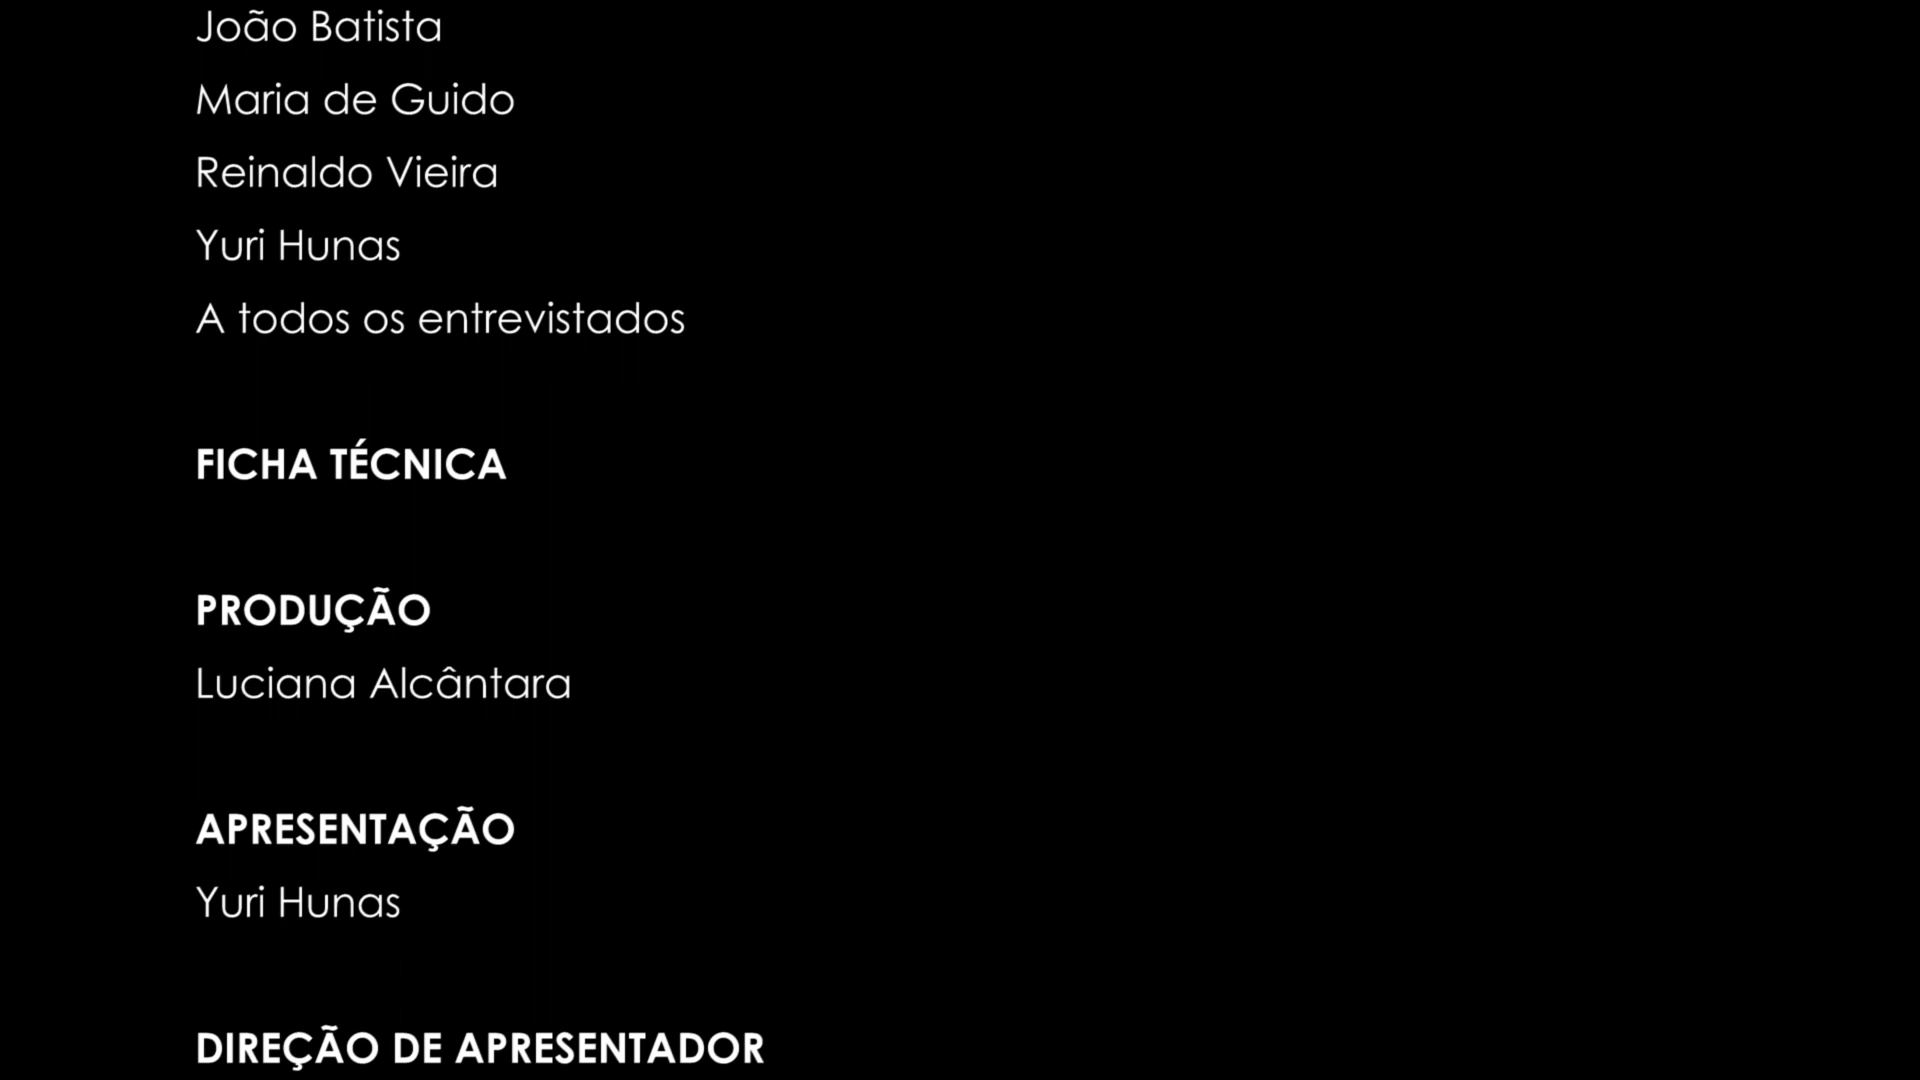 João Batista
Maria de Guido
Reinaldo Vieira
Yuri Hunas
A todos os entrevistados
FICHA TÉCNICA
PRODUÇÃO
Luciana Alcântara
APRESENTAÇÃO
Yuri Hunas
DIREÇÃO DE APRESENTADOR